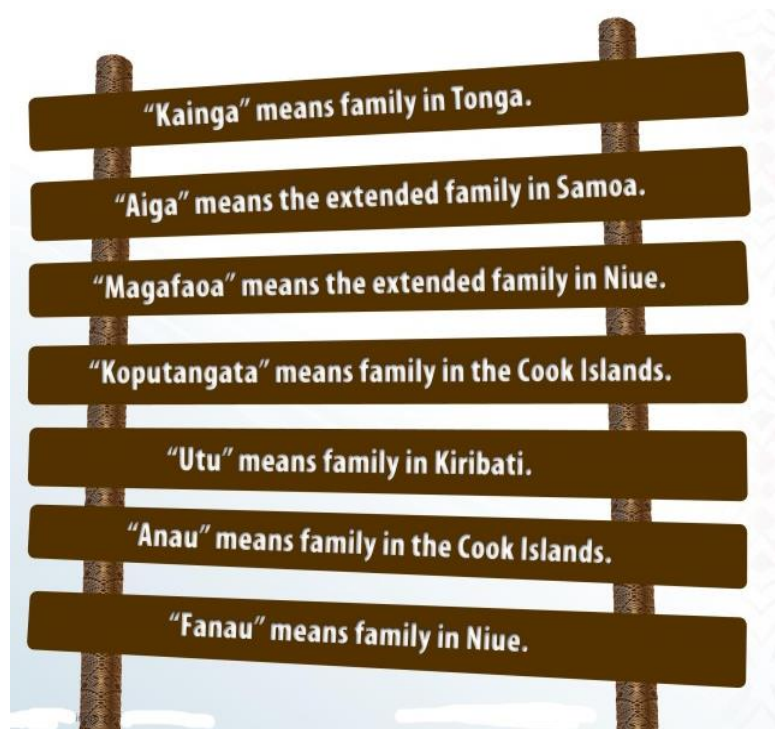 “Kainga” means family in Tonga.
“Aiga” means the extended family in Samoa.
“Magafaoa” means the extended family in Niue.
“Koputangata” means family in the Cook Islands.
“Utu” means family in Kiribati.
“Anau” means family in the Cook Islands.
“Fanau” means family in Niue.